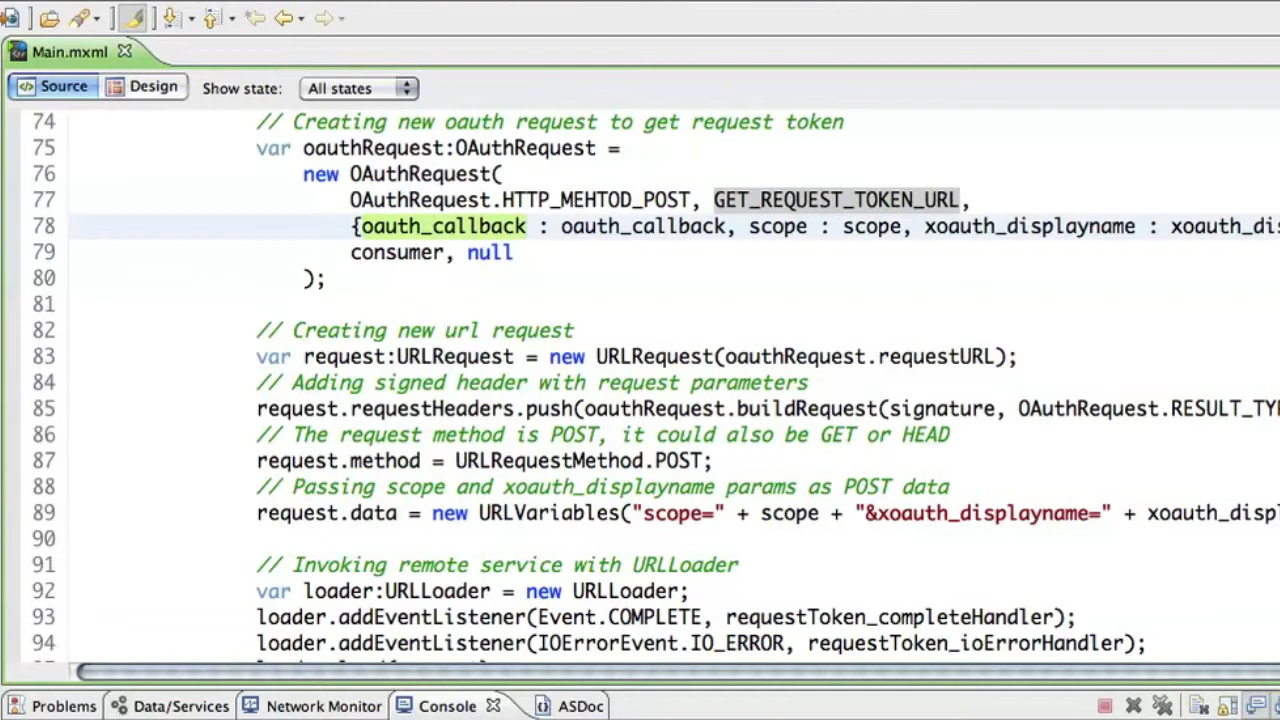 Main.mxml
Source Design Show state: All states
74 // Creating new oauth request to get request token
75 var oauthRequest:OAuthRequest =
76 new OAuthRequest(
77 OAuthRequest.HTTP_MEHTOD_POST, GET_REQUEST_TOKEN_URL,
78 {oauth_callback : oauth_callback, scope : scope, xoauth_displayname : xoauth_dis
79 consumer, null
80 );
81
82 // Creating new url request
83 var request:URLRequest = new URLRequest(oauthRequest.requestURL);
84 // Adding signed header with request parameters
85 request.requestHeaders.push(oauthRequest.buildRequest(signature, OAuthRequest.RESULT_TYP
86 // The request method is POST, it could also be GET or HEAD
87 request.method = URLRequestMethod.POST;
88 // Passing scope and xoauth_displayname params as POST data
89 request.data = new URLVariables("scope=" + scope + "&xoauth_displayname=" + xoauth_displ
90
91 // Invoking remote service with URLLoader
92 var loader:URLLoader = new URLLoader;
93 loader.addEventListener(Event.COMPLETE, requestToken_completeHandler);
94 loader.addEventListener(IOErrorEvent.IO_ERROR, requestToken_ioErrorHandler);
Problems Data/Services Network Monitor Console ASDoc